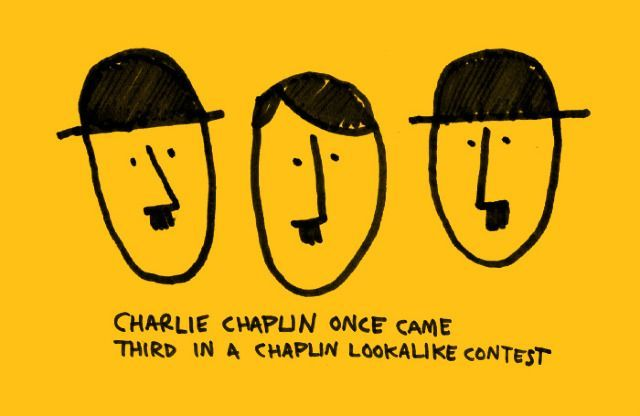 CHARLIE CHAPLIN ONCE CAME
THIRD IN A CHAPLIN LOOKALIKE CONTEST